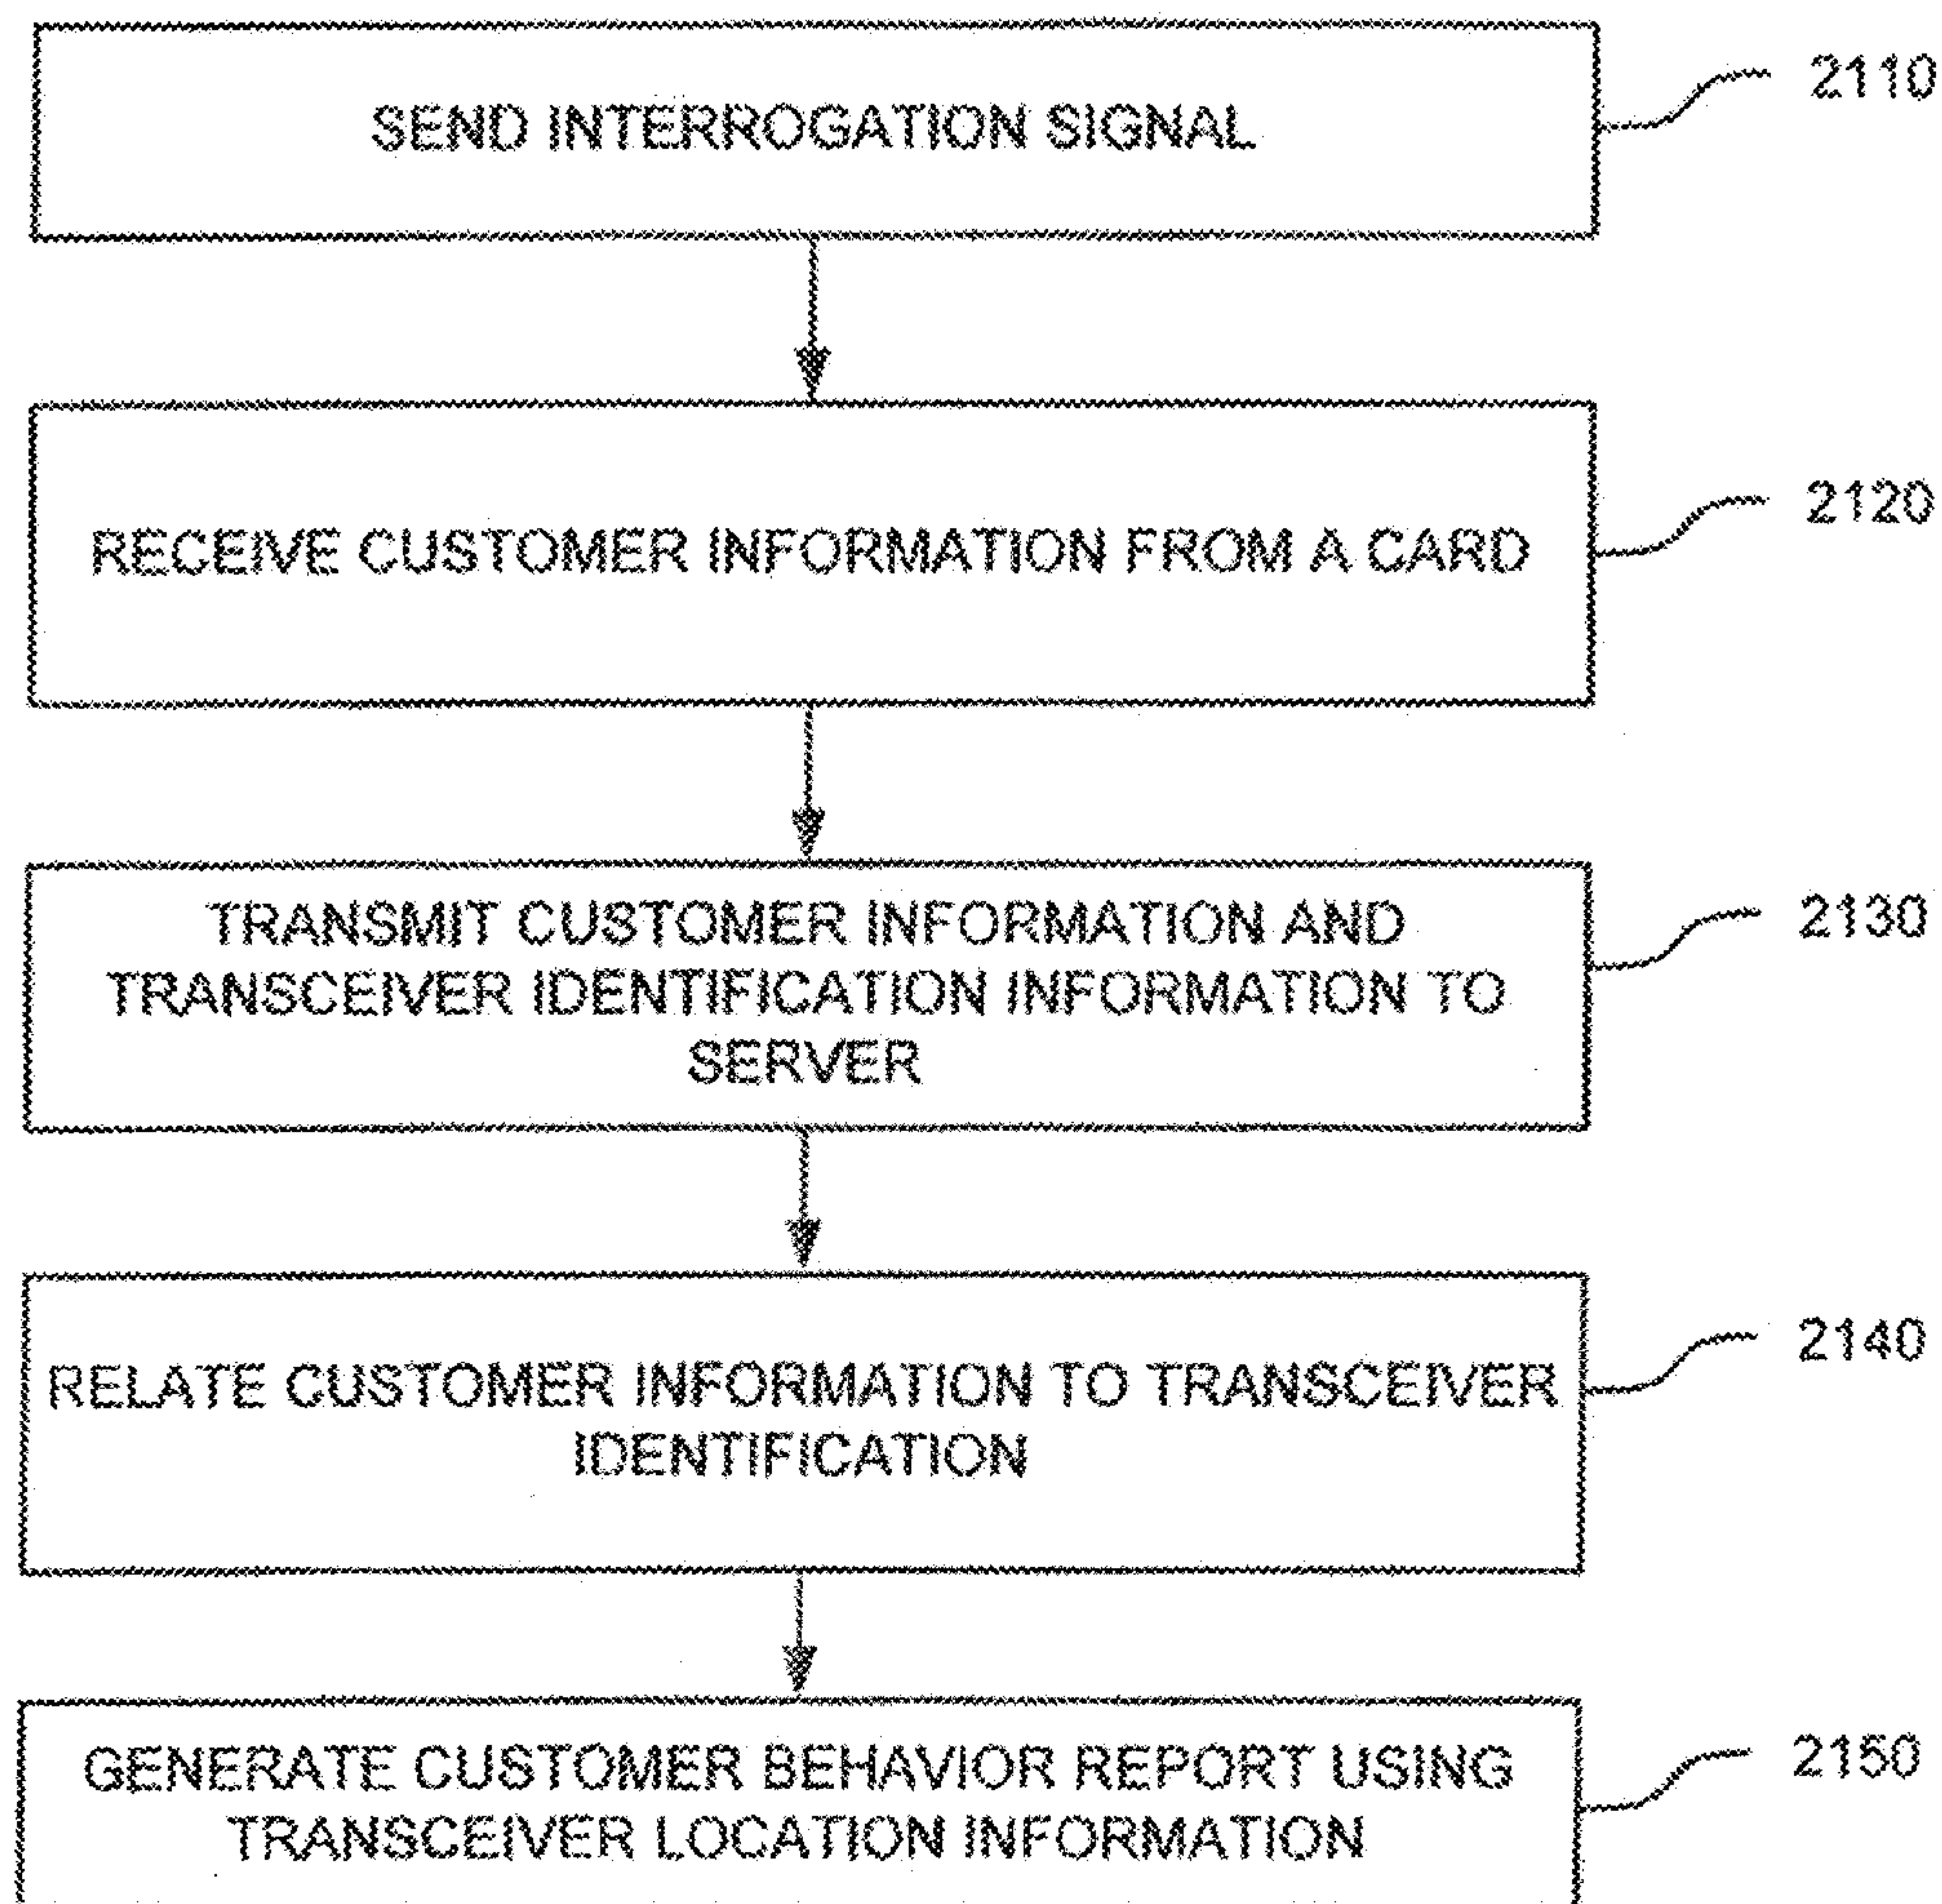 SEND INTERROGATION SIGNAL
2110
RECEIVE CUSTOMER INFORMATION FROM A CARD
2120
TRANSMIT CUSTOMER INFORMATION AND
TRANSCEIVER IDENTIFICATION INFORMATION TO
SERVER
2130
RELATE CUSTOMER INFORMATION TO TRANSCEIVER
IDENTIFICATION
2140
GENERATE CUSTOMER BEHAVIOR REPORT USING
TRANSCEIVER LOCATION INFORMATION
2150